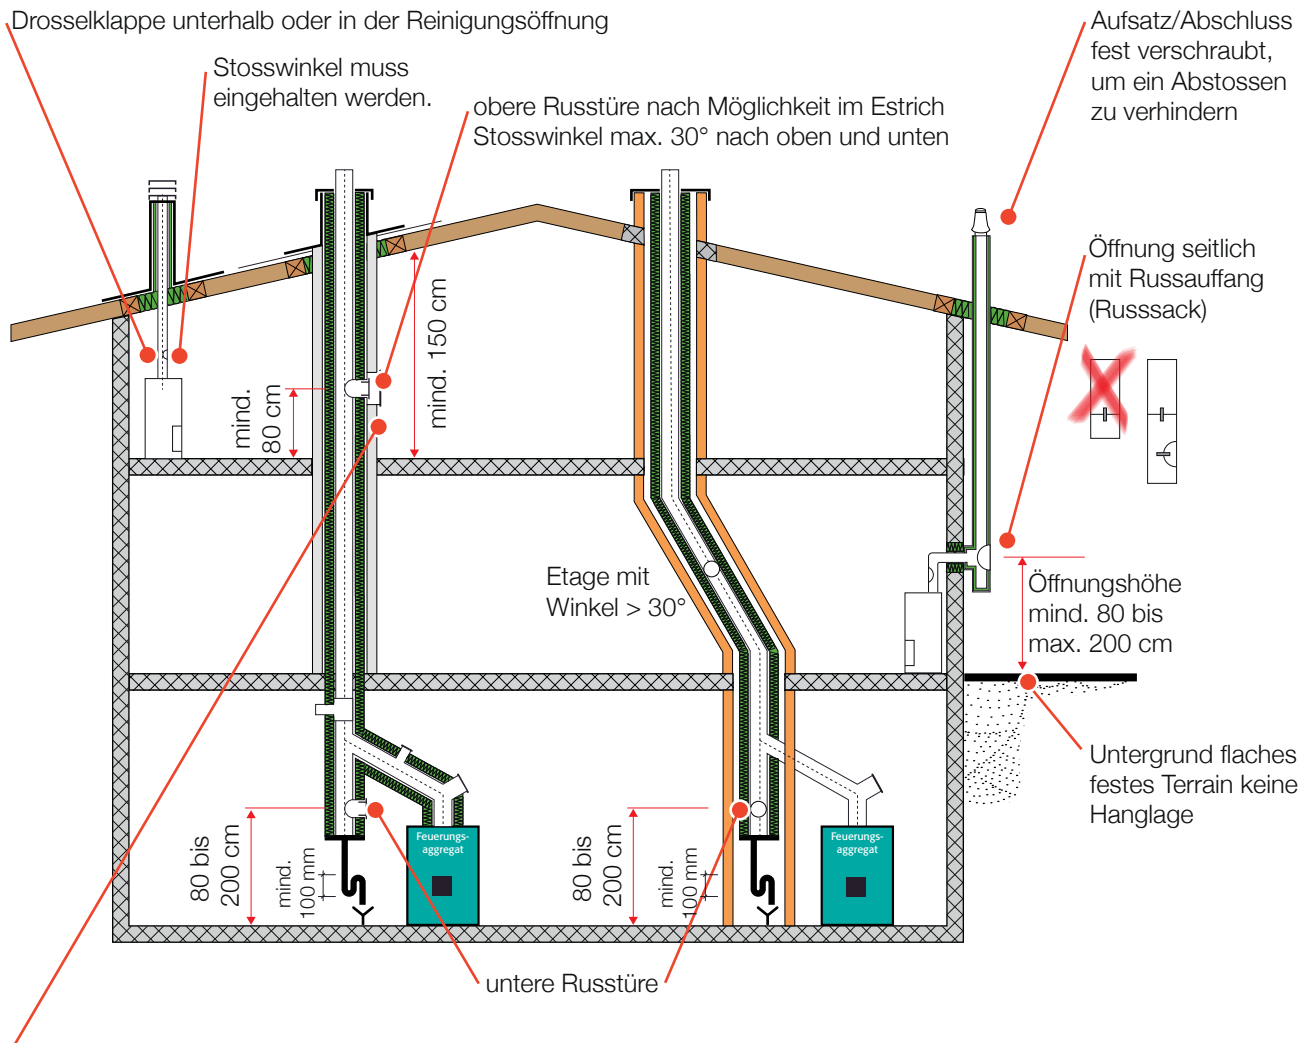 Drosselklappe unterhalb oder in der Reinigungsöffnung
Stosswinkel muss
eingehalten werden.
obere Russtüre nach Möglichkeit im Estrich
Stosswinkel max. 30° nach oben und unten
Aufsatz/Abschluss
fest verschraubt,
um ein Abstossen
zu verhindern
Öffnung seitlich
mit Russauffang
(Russsack)
mind.
80 cm
mind. 150 cm
Etage mit
Winkel > 30°
Öffnungshöhe
mind. 80 bis
max. 200 cm
Untergrund flaches
festes Terrain keine
Hanglage
80 bis
200 cm
mind.
100 mm
Feuerungs-
aggregat
80 bis
200 cm
mind.
100 mm
Feuerungs-
aggregat
untere Russtüre